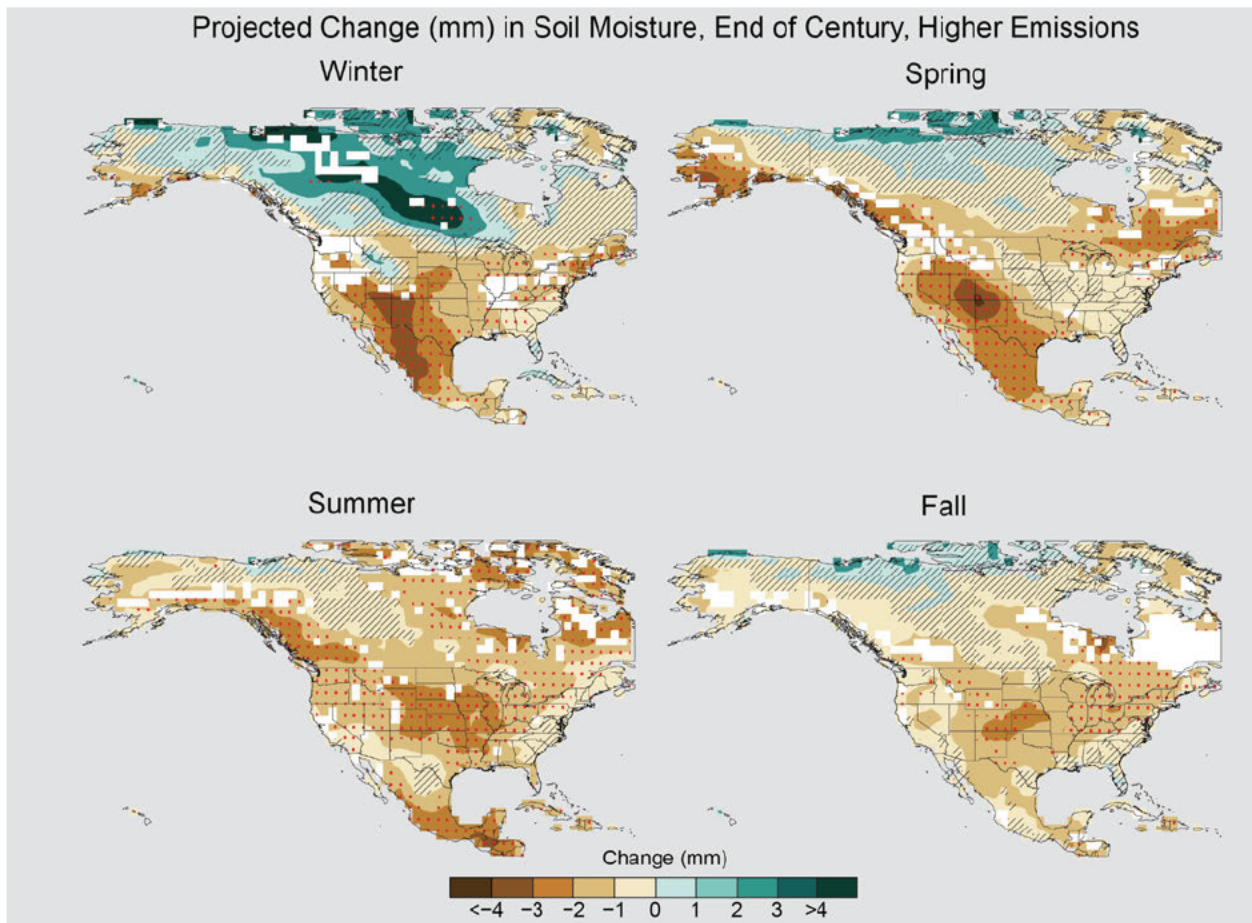 Projected Change (mm) in Soil Moisture, End of Century, Higher Emissions
Winter
Spring
Summer
Fall
Change (mm)
<−4 −3 −2 −1 0 1 2 3 >4